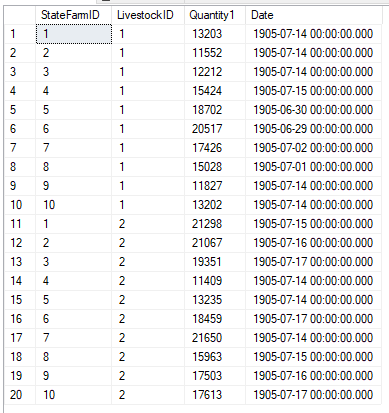 StateFarmID LivestockID Quantity1 Date
1 1 1 13203 1905-07-14 00:00:00.000
2 2 1 11552 1905-07-14 00:00:00.000
3 3 1 12212 1905-07-14 00:00:00.000
4 4 1 15424 1905-07-15 00:00:00.000
5 5 1 18702 1905-06-30 00:00:00.000
6 6 1 20517 1905-06-29 00:00:00.000
7 7 1 17426 1905-07-02 00:00:00.000
8 8 1 15028 1905-07-01 00:00:00.000
9 9 1 11827 1905-07-14 00:00:00.000
10 10 1 13202 1905-07-14 00:00:00.000
11 1 2 21298 1905-07-15 00:00:00.000
12 2 2 21067 1905-07-16 00:00:00.000
13 3 2 19351 1905-07-17 00:00:00.000
14 4 2 11409 1905-07-14 00:00:00.000
15 5 2 13235 1905-07-14 00:00:00.000
16 6 2 18459 1905-07-17 00:00:00.000
17 7 2 21650 1905-07-14 00:00:00.000
18 8 2 15963 1905-07-15 00:00:00.000
19 9 2 17503 1905-07-16 00:00:00.000
20 10 2 17613 1905-07-17 00:00:00.000